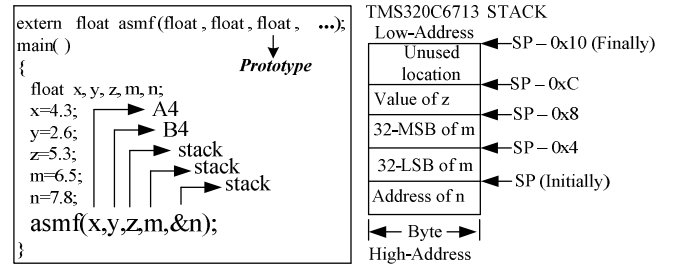 extern float asmf(float, float, float, ...);
main( )
Prototype
{
float x, y, z, m, n;
x=4.3;
A4
y=2.6;
B4
z=5.3;
stack
m=6.5;
stack
n=7.8;
stack
asmf(x,y,z,m,&n);
}
TMS320C6713 STACK
Low-Address
SP – 0x10 (Finally)
Unused
location
SP – 0xC
Value of z
SP – 0x8
32-MSB of m
SP – 0x4
32-LSB of m
SP (Initially)
Address of n
Byte
High-Address